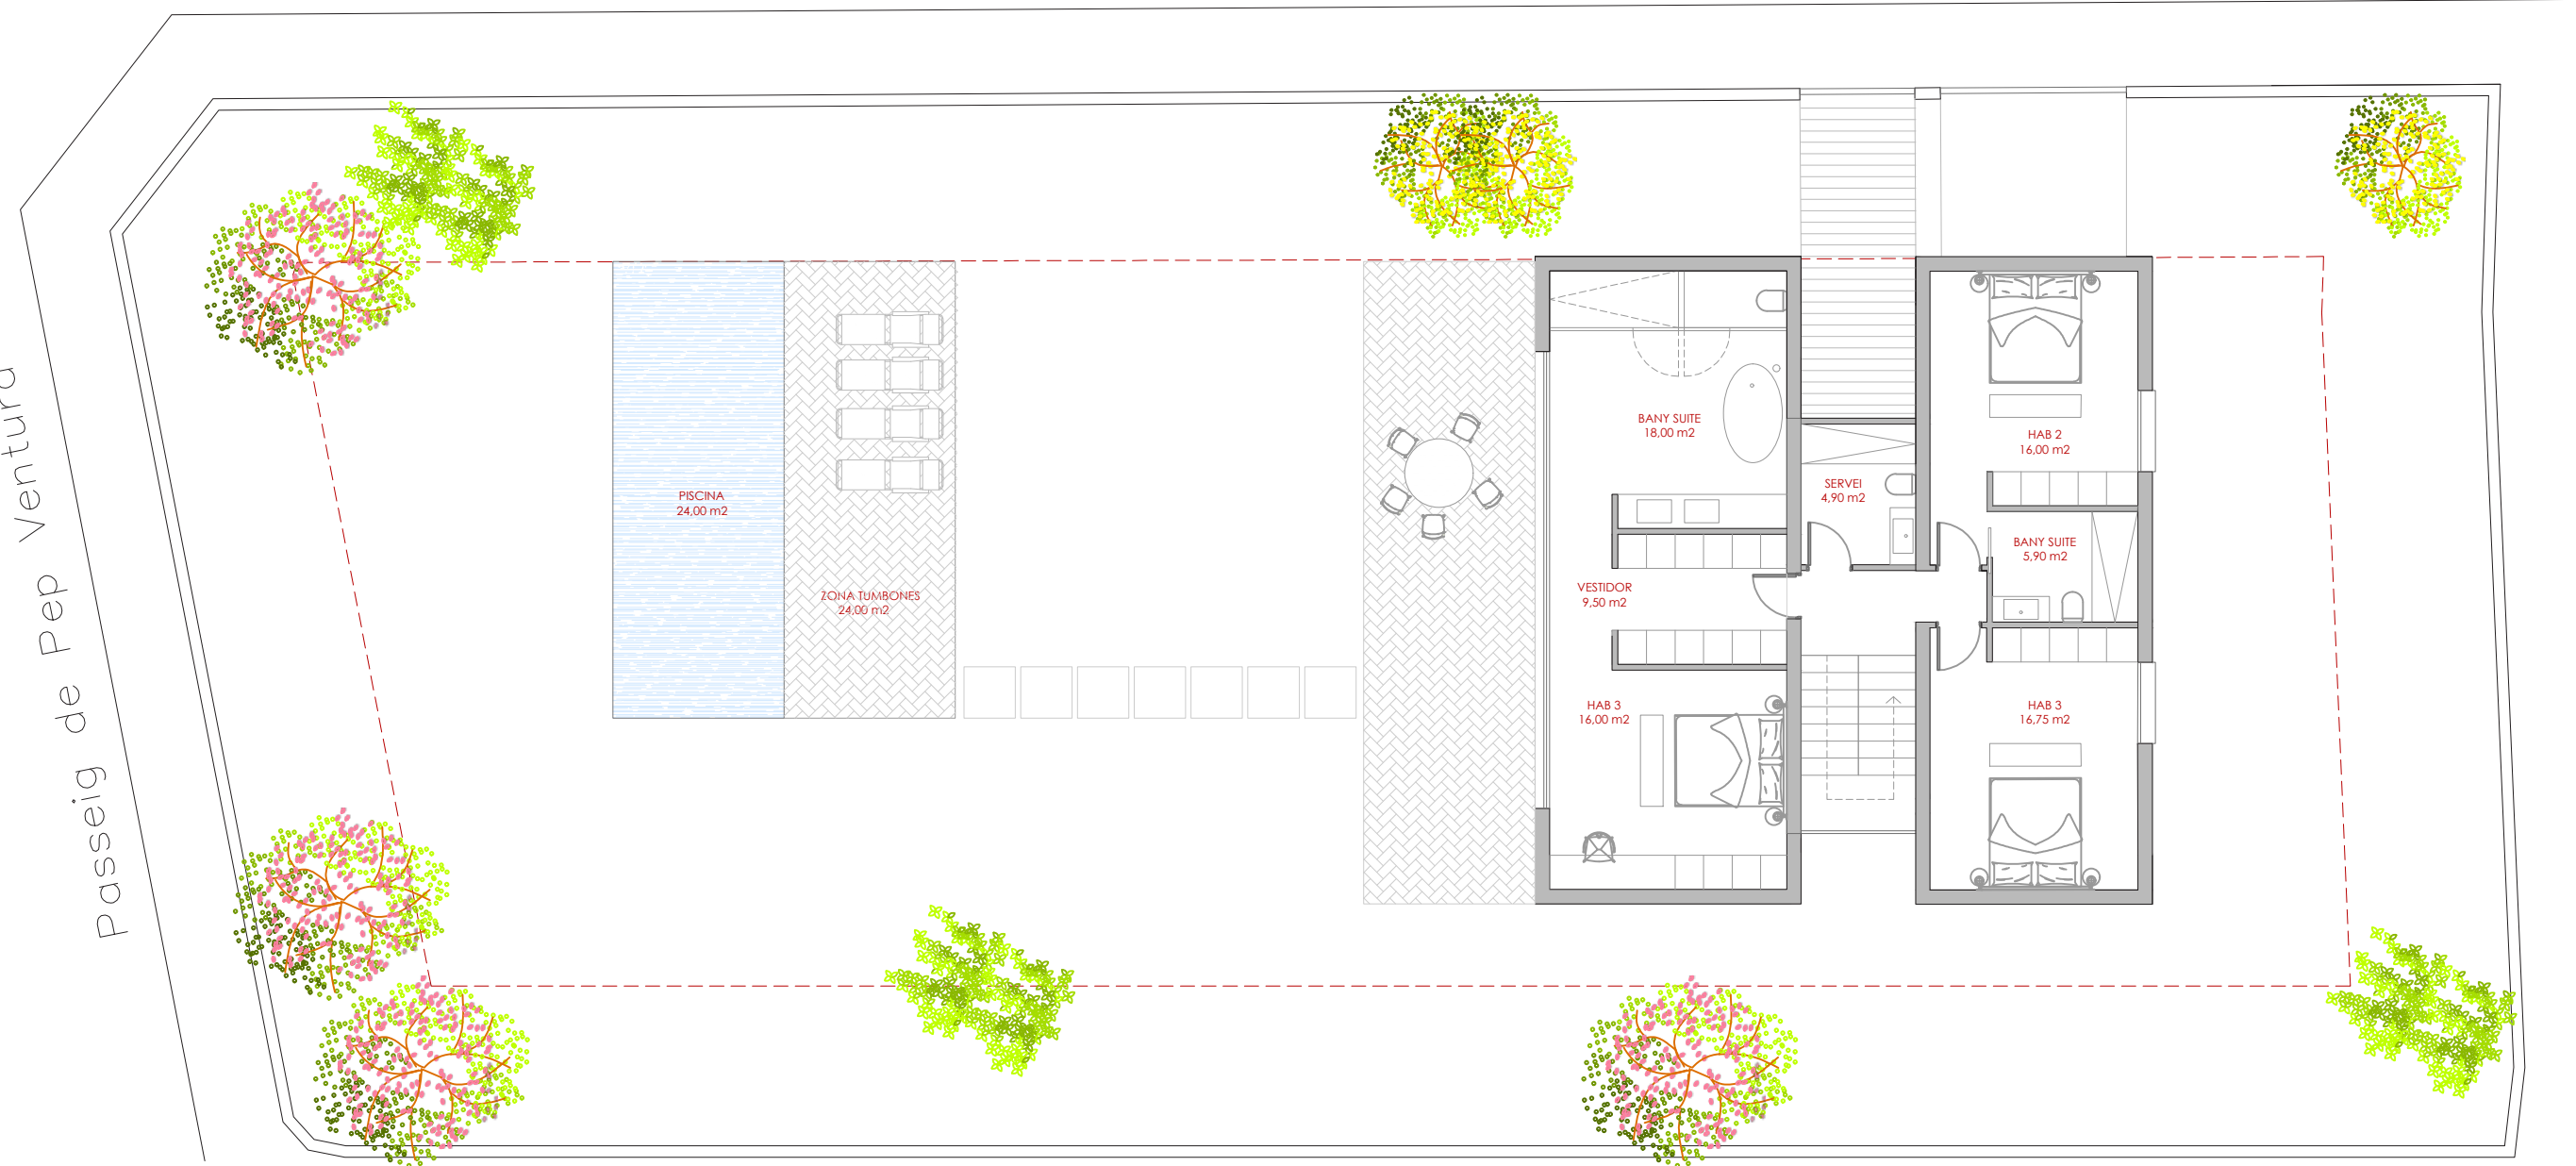 Passeig de Pep Ventura
PISCINA
24,00 m2
ZONA TUMBONES
24,00 m2
BANY SUITE
18,00 m2
VESTIDOR
9,50 m2
HAB 3
16,00 m2
SERVEI
4,90 m2
HAB 2
16,00 m2
BANY SUITE
5,90 m2
HAB 3
16,75 m2